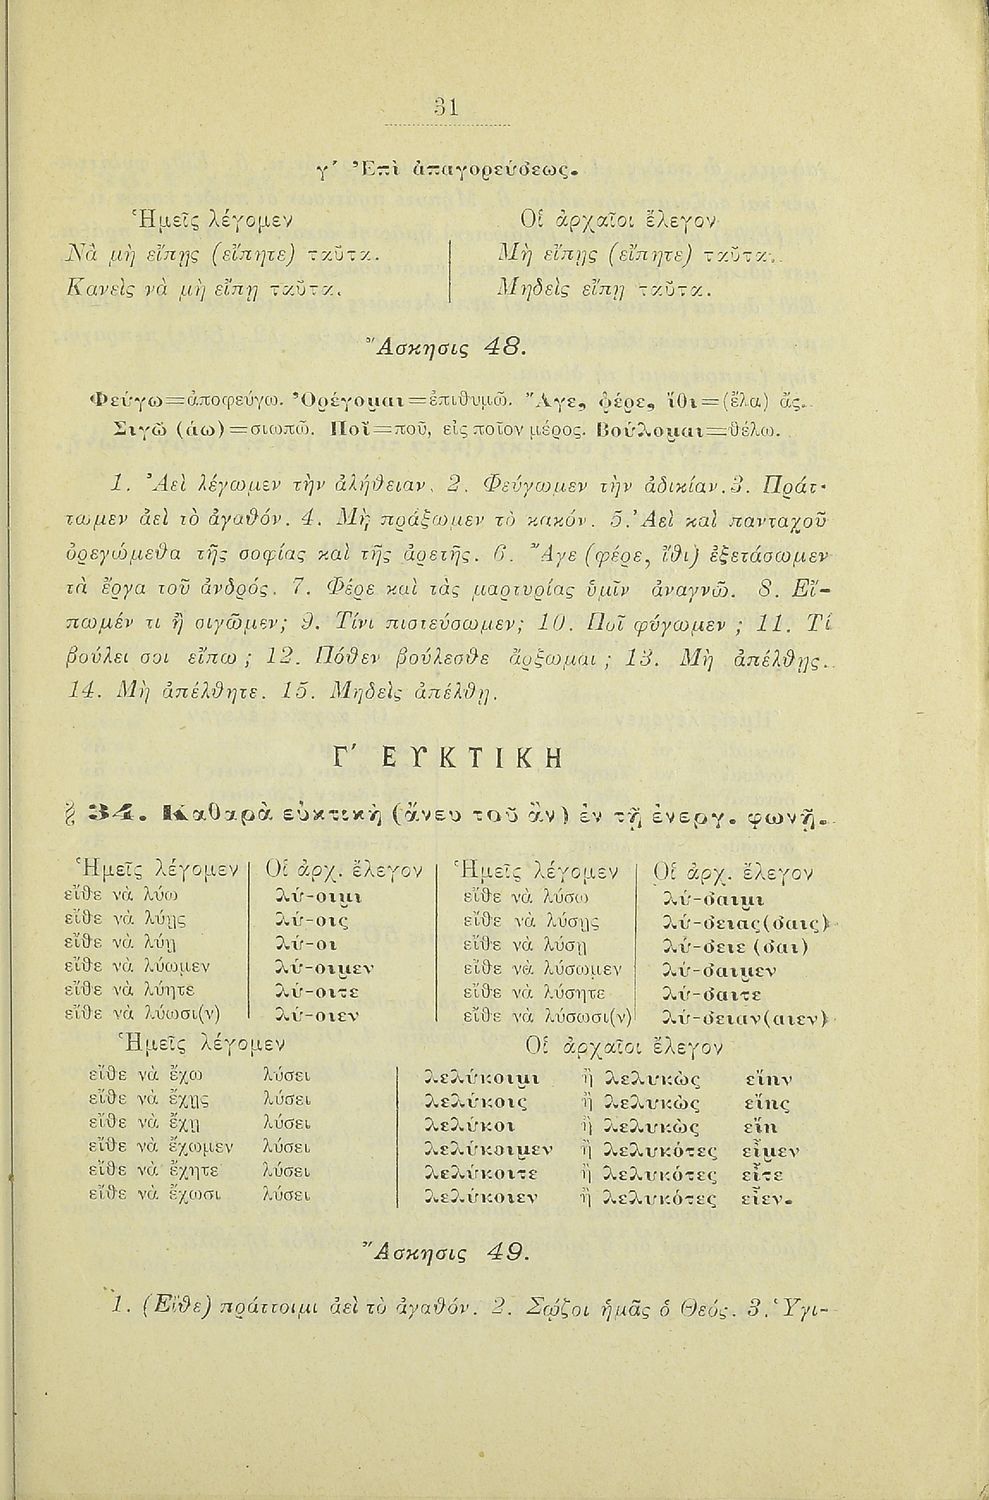 31
γ΄ Ἐπὶ ἀπαγορεύσεως.
Ἡμεῖς λέγομεν Οἱ ἀρχαῖοι ἔλεγον
Νὰ μὴ εἴπῃς (εἴπητε) ταῦτα. Μὴ εἴπῃς (εἴπητε) ταῦτα.
Κανεὶς νὰ μὴ εἴπῃ ταῦτα. Μηδεὶς εἴπῃ ταῦτα.
Ἄσκησις 48.
Φεύγω=ἀποφεύγω. Ὀρέγομαι=ἐπιθυμῶ. Ἄγε, φέρε, ἴθι=(ἔλα) ἄς.
Σιγῶ (άω)=σιωπῶ. Ποῖ=ποῦ, εἰς ποῖον μέρος. Βούλομαι=θέλω.
1. Ἀεὶ λέγωμεν τὴν ἀλήθειαν. 2. Φεύγωμεν τὴν ἀδικίαν. 3. Πράτ-
τωμεν ἀεὶ τὸ ἀγαθόν. 4. Μὴ πράξωμεν τὸ κακόν. 5. Ἀεὶ καὶ πανταχοῦ
ὀρεγώμεθα τῆς σοφίας καὶ τῆς ἀρετῆς. 6. Ἄγε (φέρε, ἴθι) ἐξετάσωμεν
τὰ ἔργα τοῦ ἀνδρός. 7. Φέρε καὶ τὰς μαρτυρίας ὑμῖν ἀναγνῶ. 8. Εἴ-
πωμέν τι ἢ σιγῶμεν; 9. Τίνι πιστεύσωμεν; 10. Ποῖ φύγωμεν ; 11. Τί
βούλει σοι εἴπω ; 12. Πόθεν βούλεσθε ἄρξωμαι ; 13. Μὴ ἀπέλθῃς.
14. Μὴ ἀπέλθητε. 15. Μηδεὶς ἀπέλθῃ.
Γ΄ ΕΥΚΤΙΚΗ
§ 34. Καθαρὰ εὐκτικὴ (ἄνευ τοῦ ἂν) ἐν τῇ ἐνεργ. φωνῇ.
Ἡμεῖς λέγομεν Οἱ ἀρχ. ἔλεγον Ἡμεῖς λέγομεν Οἱ ἀρχ. ἔλεγον
εἴθε νὰ λύω λύ-οιμι εἴθε νὰ λύσω λύ-σαιμι
εἴθε νὰ λύῃς λύ-οις εἴθε νὰ λύσῃς λύ-σειας(σαις)
εἴθε νὰ λύῃ λύ-οι εἴθε νὰ λύσῃ λύ-σειε (σαι)
εἴθε νὰ λύωμεν λύ-οιμεν εἴθε νὰ λύσωμεν λύ-σαιμεν
εἴθε νὰ λύητε λύ-οιτε εἴθε νὰ λύσητε λύ-σαιτε
εἴθε νὰ λύωσι(ν) λύ-οιεν εἴθε νὰ λύσωσι(ν) λύ-σειαν(αιεν)
Ἡμεῖς λέγομεν Οἱ ἀρχαῖοι ἔλεγον
εἴθε νὰ ἔχω λύσει λελύκοιμι ἢ λελυκὼς εἴην
εἴθε νὰ ἔχῃς λύσει λελύκοις ἢ λελυκὼς εἴης
εἴθε νὰ ἔχῃ λύσει λελύκοι ἢ λελυκὼς εἴη
εἴθε νὰ ἔχωμεν λύσει λελύκοιμεν ἢ λελυκότες εἶμεν
εἴθε νὰ ἔχητε λύσει λελύκοιτε ἢ λελυκότες εἶτε
εἴθε νὰ ἔχωσι λύσει λελύκοιεν ἢ λελυκότες εἶεν.
Ἄσκησις 49.
1. (Εἴθε) πράττοιμι ἀεὶ τὸ ἀγαθόν. 2. Σῴζοι ἡμᾶς ὁ Θεός. 3. Ὑγι-